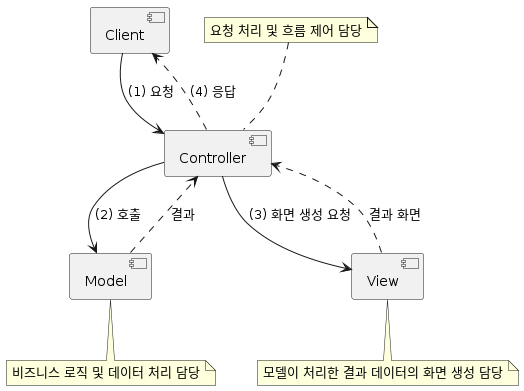 Client
요청 처리 및 흐름 제어 담당
(1) 요청
(4) 응답
Controller
(2) 호출
결과
(3) 화면 생성 요청
결과 화면
Model
View
비즈니스 로직 및 데이터 처리 담당
모델이 처리한 결과 데이터의 화면 생성 담당